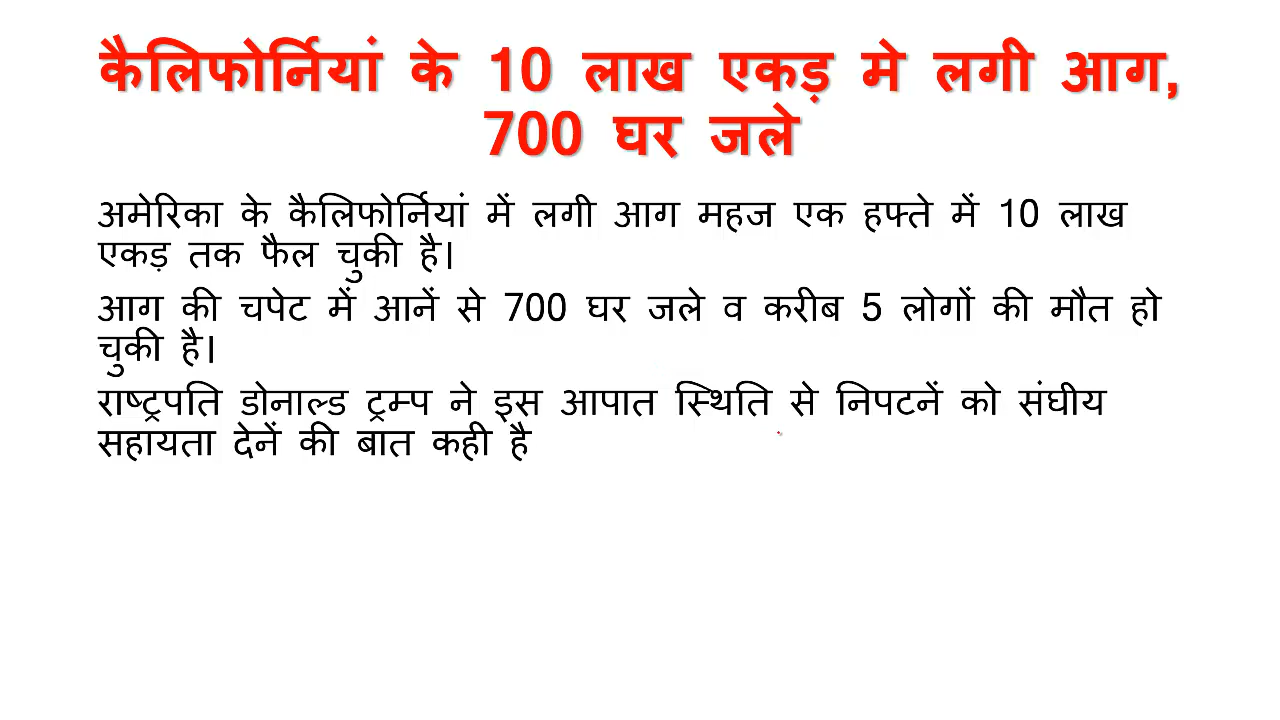 कैलिफोर्नियां के 10 लाख एकड़ मे लगी आग,
700 घर जले
अमेरिका के कैलिफोर्नियां में लगी आग महज एक हफ्ते में 10 लाख
एकड़ तक फैल चुकी है।
आग की चपेट में आनें से 700 घर जले व करीब 5 लोगों की मौत हो
चुकी है।
राष्ट्रपति डोनाल्ड ट्रम्प ने इस आपात स्थिति से निपटनें को संघीय
सहायता देनें की बात कही है